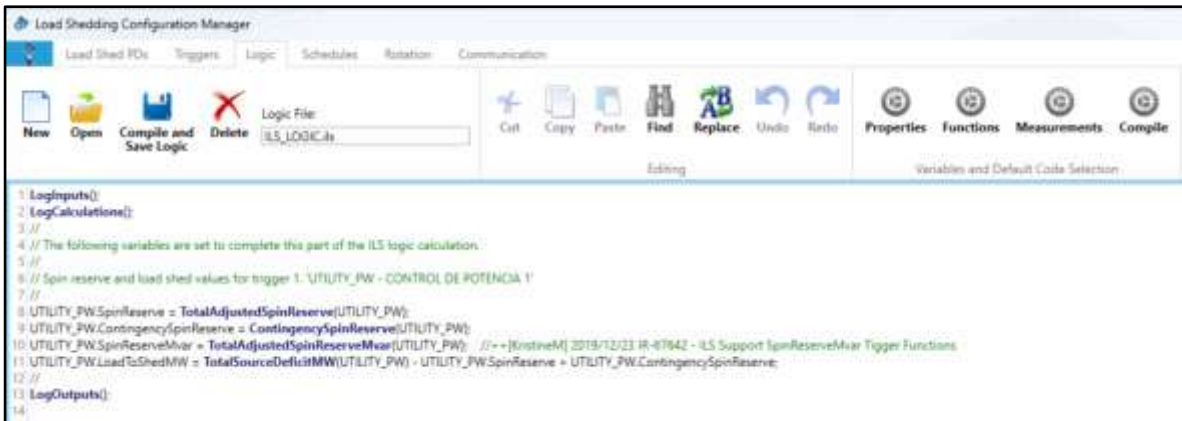 Load Shedding Configuration Manager
Load Shed PDs Triggers Logic Schedules Rotation Communication
New Open Compile and Save Logic Delete
Logic File:
ILS_LOGIC.ils
Cut Copy Paste Find Replace Undo Redo
Properties Functions Measurements Compile
Editing
Variables and Default Code Selection
1 LogInputs();
2 LogCalculations();
3 //
4 // The following variables are set to complete this part of the ILS logic calculation.
5 //
6 // Spin reserve and load shed values for trigger 1. 'UTILITY_PW - CONTROL DE POTENCIA 1'
7 //
8 UTILITY_PW.SpinReserve = TotalAdjustedSpinReserve(UTILITY_PW);
9 UTILITY_PW.ContingencySpinReserve = ContingencySpinReserve(UTILITY_PW);
10 UTILITY_PW.SpinReserveMvar = TotalAdjustedSpinReserveMvar(UTILITY_PW); //++[KristineM] 2019/12/23 IR-67642 - ILS Support SpinReserveMvar Tigger Functions
11 UTILITY_PW.LoadToShedMW = TotalSourceDeficitMW(UTILITY_PW) - UTILITY_PW.SpinReserve + UTILITY_PW.ContingencySpinReserve;
12 //
13 LogOutputs();
14